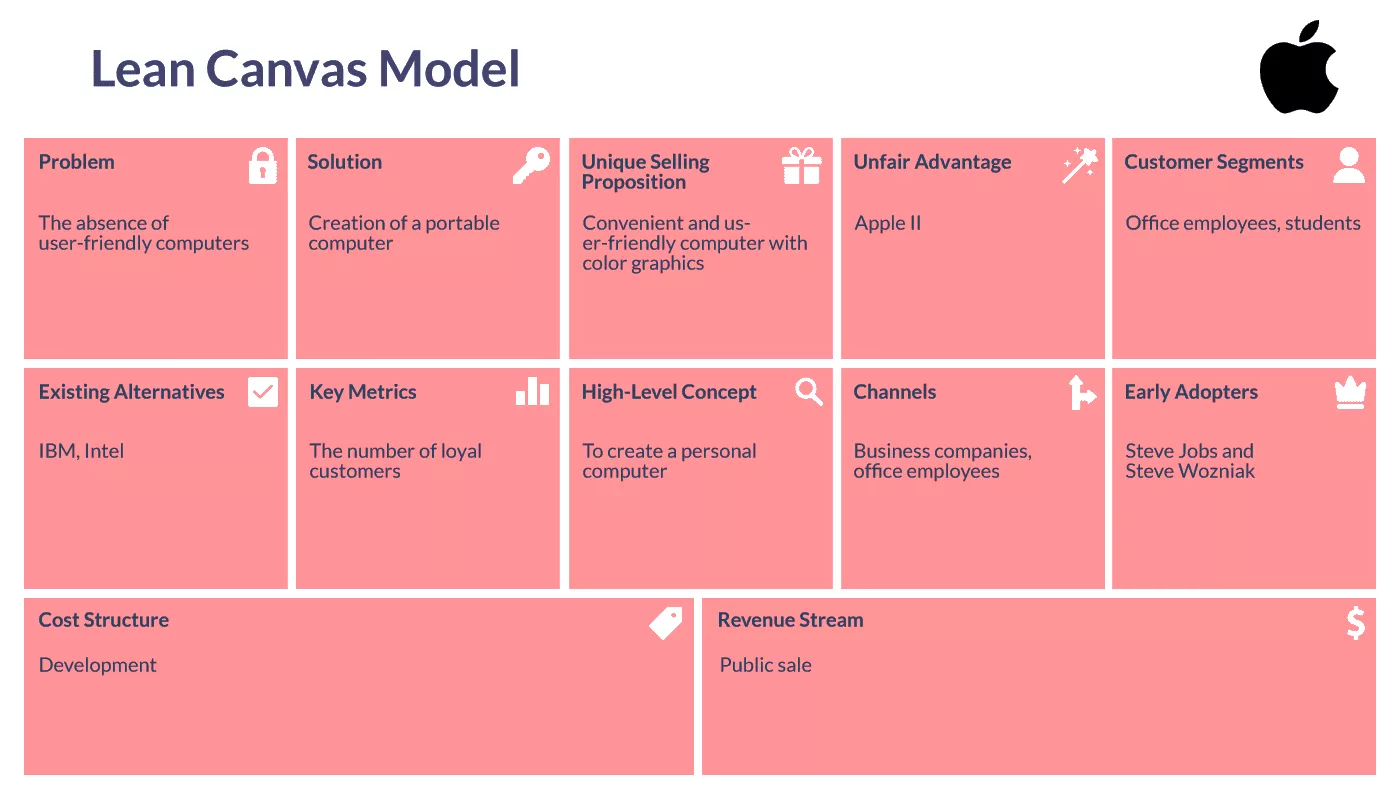 Lean Canvas Model
Problem
The absence of
user-friendly computers
Solution
Creation of a portable
computer
Unique Selling
Proposition
Convenient and us-
er-friendly computer with
color graphics
Unfair Advantage
Apple II
Customer Segments
Office employees, students
Existing Alternatives
IBM, Intel
Key Metrics
The number of loyal
customers
High-Level Concept
To create a personal
computer
Channels
Business companies,
office employees
Early Adopters
Steve Jobs and
Steve Wozniak
Cost Structure
Development
Revenue Stream
$
Public sale